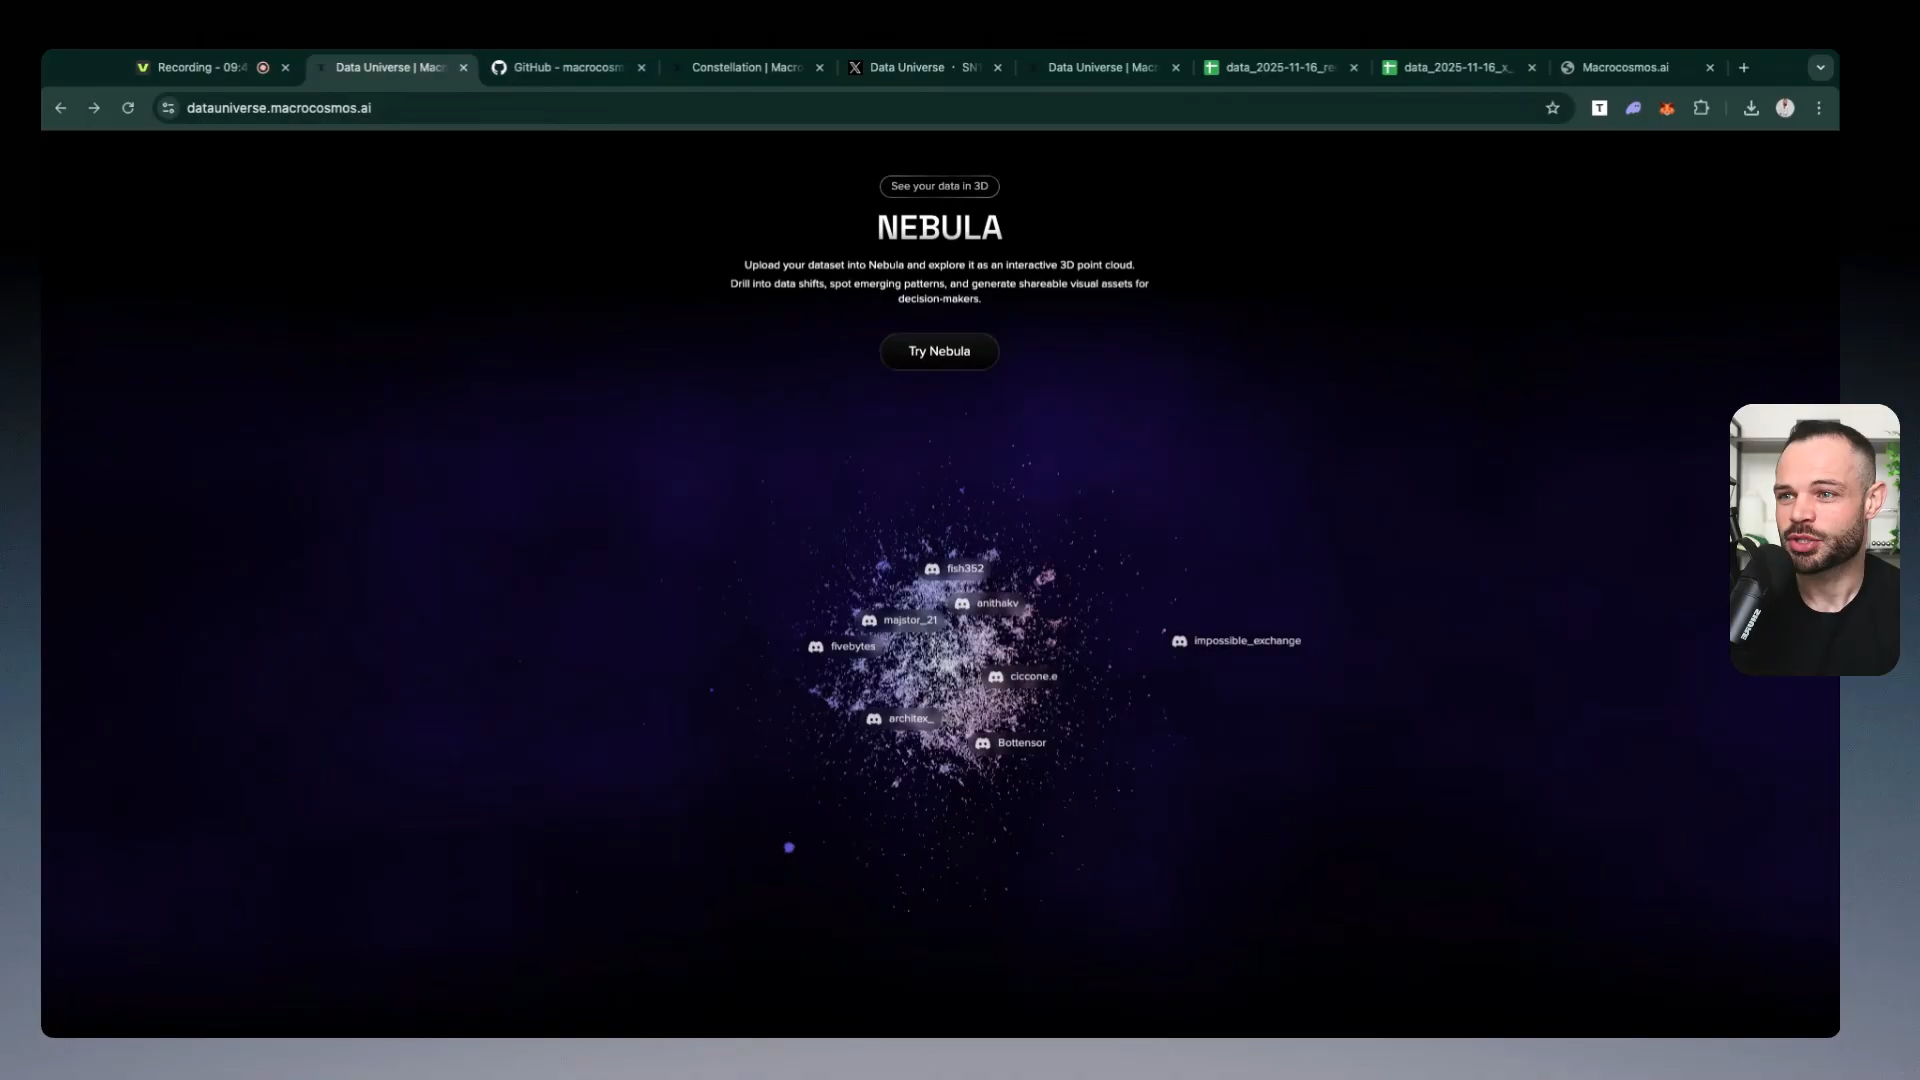 Recording - 09:4
Data Universe | Mac
GitHub - macrocosm
Constellation | Macro
Data Universe · SN
Data Universe | Mac
data_2025-11-16_re
data_2025-11-16_x_
Macrocosmos.ai
datauniverse.macrocosmos.ai
T
See your data in 3D
NEBULA
Upload your dataset into Nebula and explore it as an interactive 3D point cloud.
Drill into data shifts, spot emerging patterns, and generate shareable visual assets for
decision-makers.
Try Nebula
fish352
anithakv
majstor_21
impossible_exchange
fivebytes
ciccone.e
architex_
Bottensor